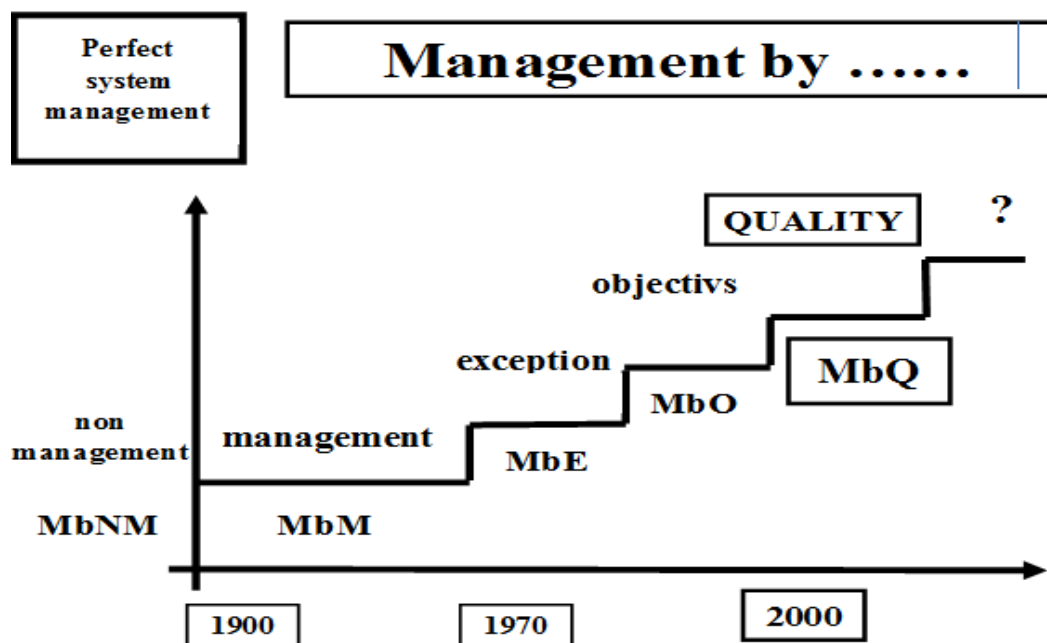 Perfect
system
management
Management by ......
QUALITY
?
objectivs
exception
MbQ
MbO
non
management
management
MbE
MbNM
MbM
1900
1970
2000